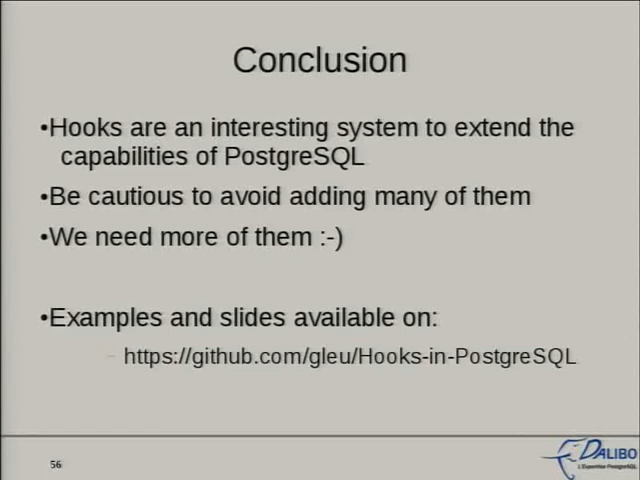 Conclusion
•Hooks are an interesting system to extend the
capabilities of PostgreSQL
•Be cautious to avoid adding many of them
•We need more of them :-)
•Examples and slides available on:
– https://github.com/gleu/Hooks-in-PostgreSQL
56
DALIBO
L'Expertise PostgreSQL